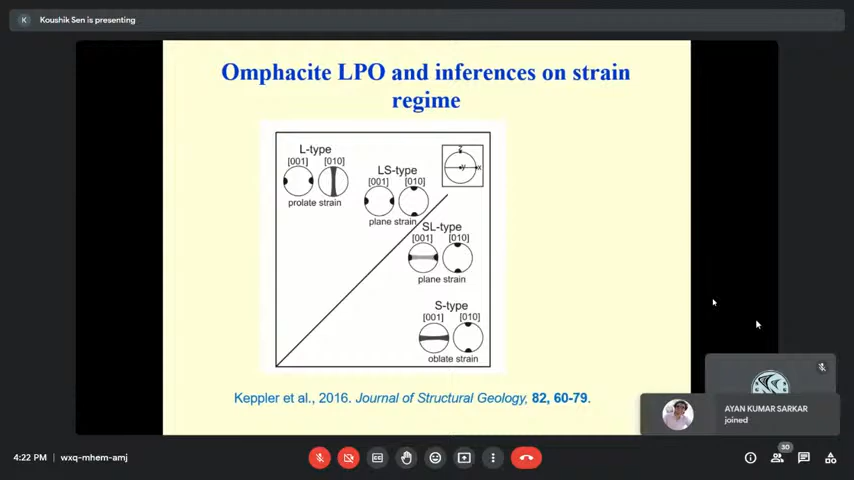 K
Koushik Sen is presenting
Omphacite LPO and inferences on strain
regime
L-type
[001] [010]
prolate strain
LS-type
[001] [010]
plane strain
z
y
x
SL-type
[001] [010]
plane strain
S-type
[001] [010]
oblate strain
Keppler et al., 2016. Journal of Structural Geology, 82, 60-79.
AYAN KUMAR SARKAR
joined
4:22 PM | wxq-mhem-amj
30